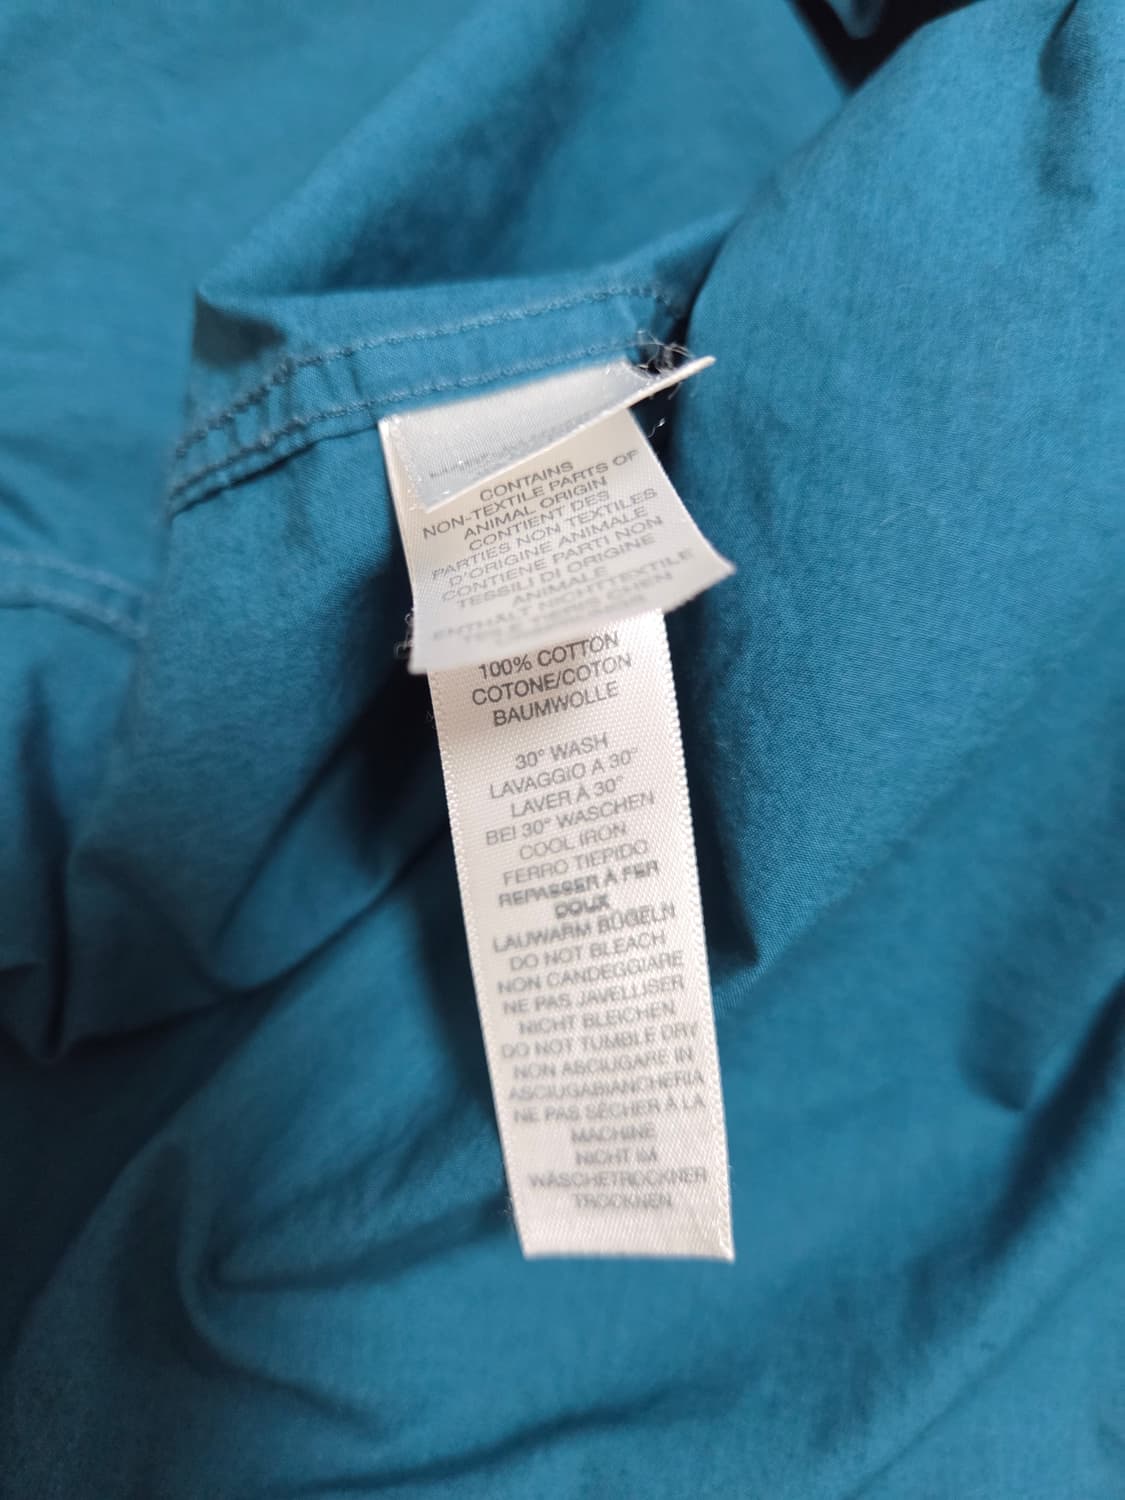 CONTAINS
NON-TEXTILE PARTS OF
ANIMAL ORIGIN
CONTIENT DES
PARTIES NON TEXTILES
D'ORIGINE ANIMALE
CONTIENE PARTI NON
TESSILI DI ORIGINE
ANIMALE
ENTHÄLT NICHTTEXTILE
100% COTTON
COTONE/COTON
BAUMWOLLE
30° WASH
LAVAGGIO A 30°
LAVER À 30°
BEI 30° WASCHEN
COOL IRON
FERRO TIEPIDO
REPASSER À FER
DOUX
LAUWARM BÜGELN
DO NOT BLEACH
NON CANDEGGIARE
NE PAS JAVELLISER
NICHT BLEICHEN
DO NOT TUMBLE DRY
NON ASCIUGARE IN
ASCIUGABIANCHERIA
NE PAS SÉCHER À LA
MACHINE
NICHT IM
WÄSCHETROCKNER
TROCKNEN